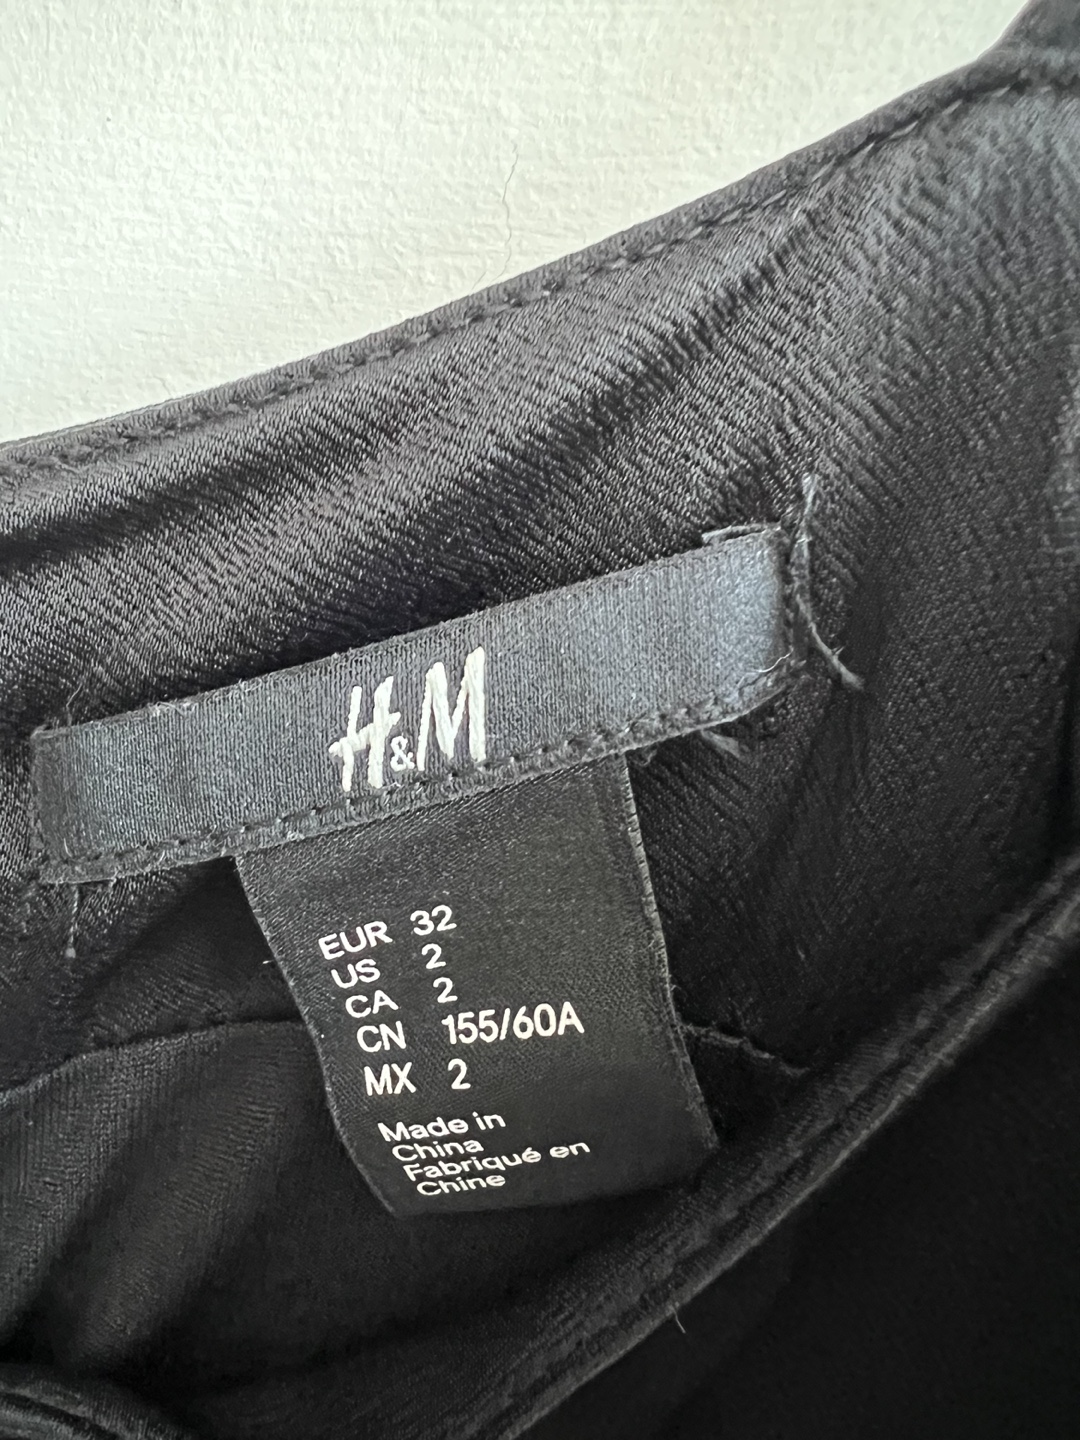 H&M
EUR 32
US 2
CA 2
CN 155/60A
MX 2
Made in
China
Fabriqué en
Chine